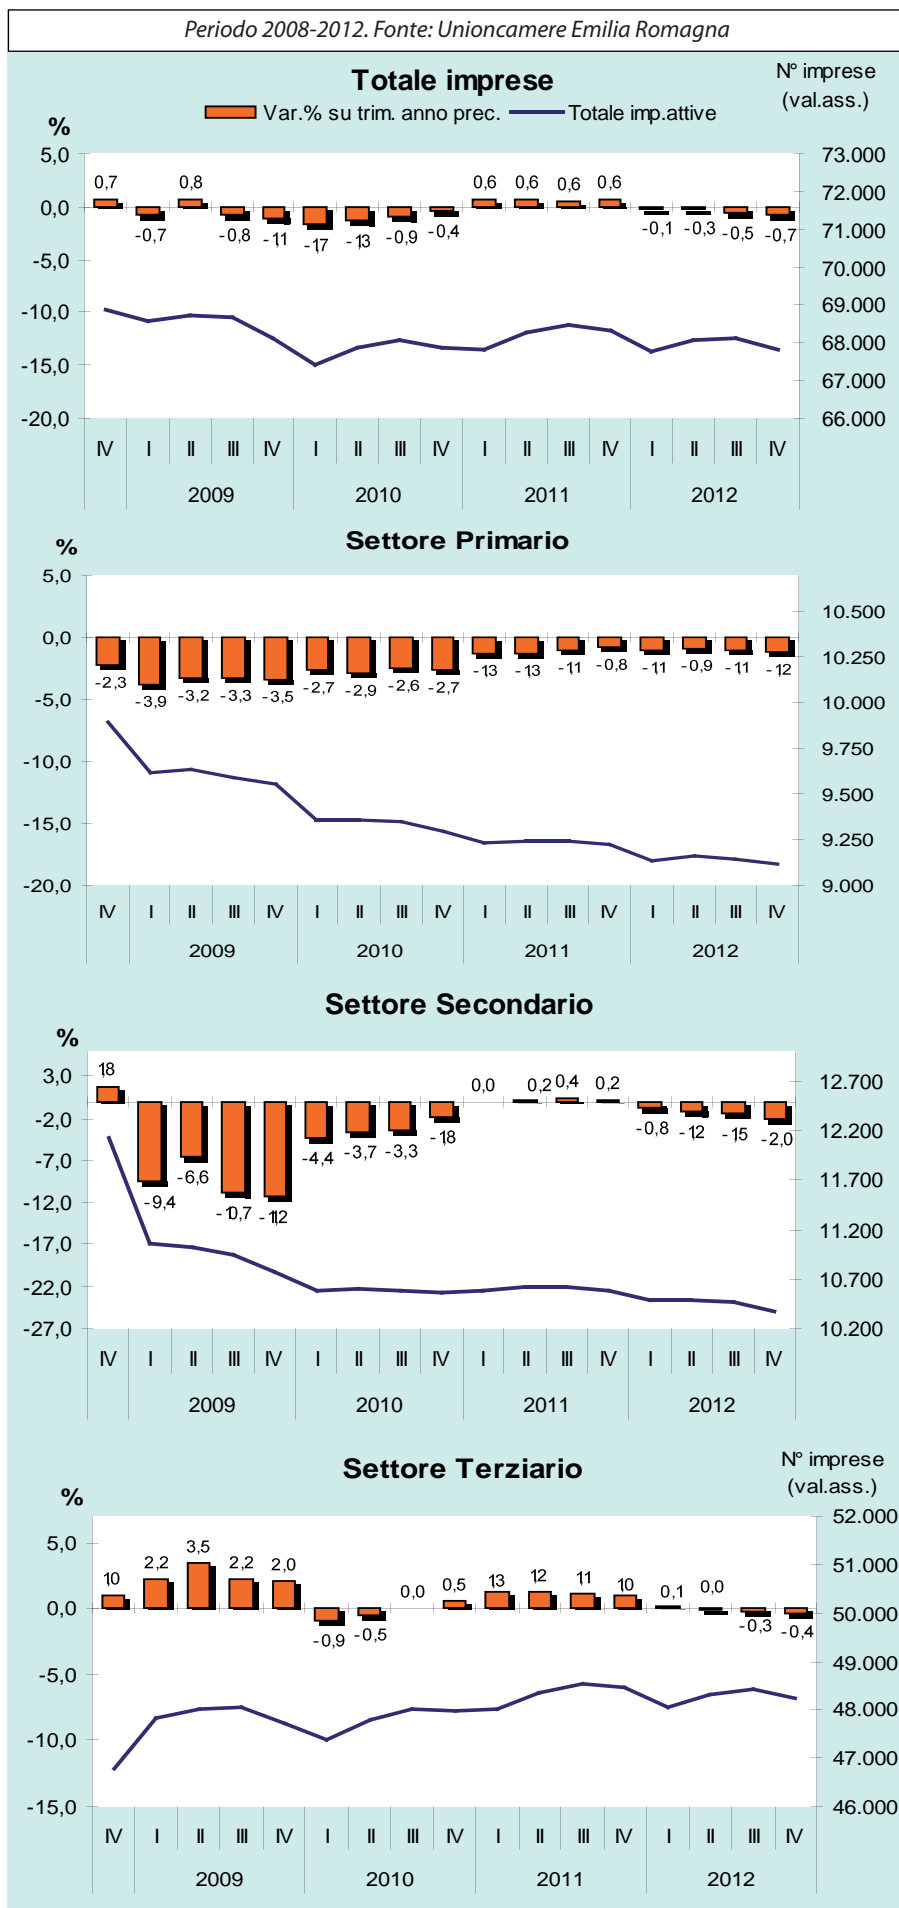 Periodo 2008-2012. Fonte: Unioncamere Emilia Romagna
Totale imprese
N° imprese
(val.ass.)
Var.% su trim. anno prec. Totale imp.attive
%
5,0 0,0 -5,0 -10,0 -15,0 -20,0
0,7 -0,7 0,8 -0,8 -1,1 -1,7 -1,3 -0,9 -0,4 0,6 0,6 0,6 0,6 -0,1 -0,3 -0,5 -0,7
73.000 72.000 71.000 70.000 69.000 68.000 67.000 66.000
IV I II III IV I II III IV I II III IV I II III IV
2009 2010 2011 2012
Settore Primario
%
5,0 0,0 -5,0 -10,0 -15,0 -20,0
-2,3 -3,9 -3,2 -3,3 -3,5 -2,7 -2,9 -2,6 -2,7 -1,3 -1,3 -1,1 -0,8 -1,1 -0,9 -1,1 -1,2
10.500 10.250 10.000 9.750 9.500 9.250 9.000
IV I II III IV I II III IV I II III IV I II III IV
2009 2010 2011 2012
Settore Secondario
%
3,0 -2,0 -7,0 -12,0 -17,0 -22,0 -27,0
1,8 -9,4 -6,6 -10,7 -11,2 -4,4 -3,7 -3,3 -1,8 0,0 0,2 0,4 0,2 -0,8 -1,2 -1,5 -2,0
12.700 12.200 11.700 11.200 10.700 10.200
IV I II III IV I II III IV I II III IV I II III IV
2009 2010 2011 2012
Settore Terziario
N° imprese
(val.ass.)
%
5,0 0,0 -5,0 -10,0 -15,0
1,0 2,2 3,5 2,2 2,0 -0,9 -0,5 0,0 0,5 1,3 1,2 1,1 1,0 0,1 0,0 -0,3 -0,4
52.000 51.000 50.000 49.000 48.000 47.000 46.000
IV I II III IV I II III IV I II III IV I II III IV
2009 2010 2011 2012